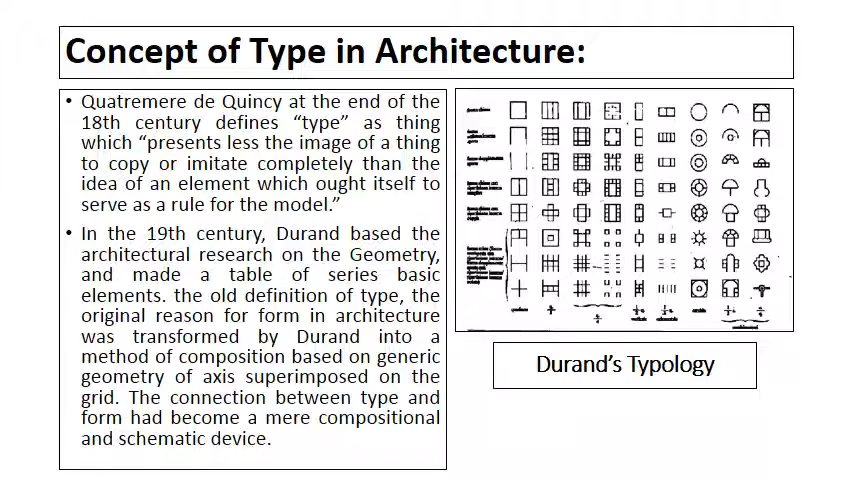 Concept of Type in Architecture:
• Quatremere de Quincy at the end of the
18th century defines “type” as thing
which “presents less the image of a thing
to copy or imitate completely than the
idea of an element which ought itself to
serve as a rule for the model.”
• In the 19th century, Durand based the
architectural research on the Geometry,
and made a table of series basic
elements. the old definition of type, the
original reason for form in architecture
was transformed by Durand into a
method of composition based on generic
geometry of axis superimposed on the
grid. The connection between type and
form had become a mere compositional
and schematic device.
Durand’s Typology